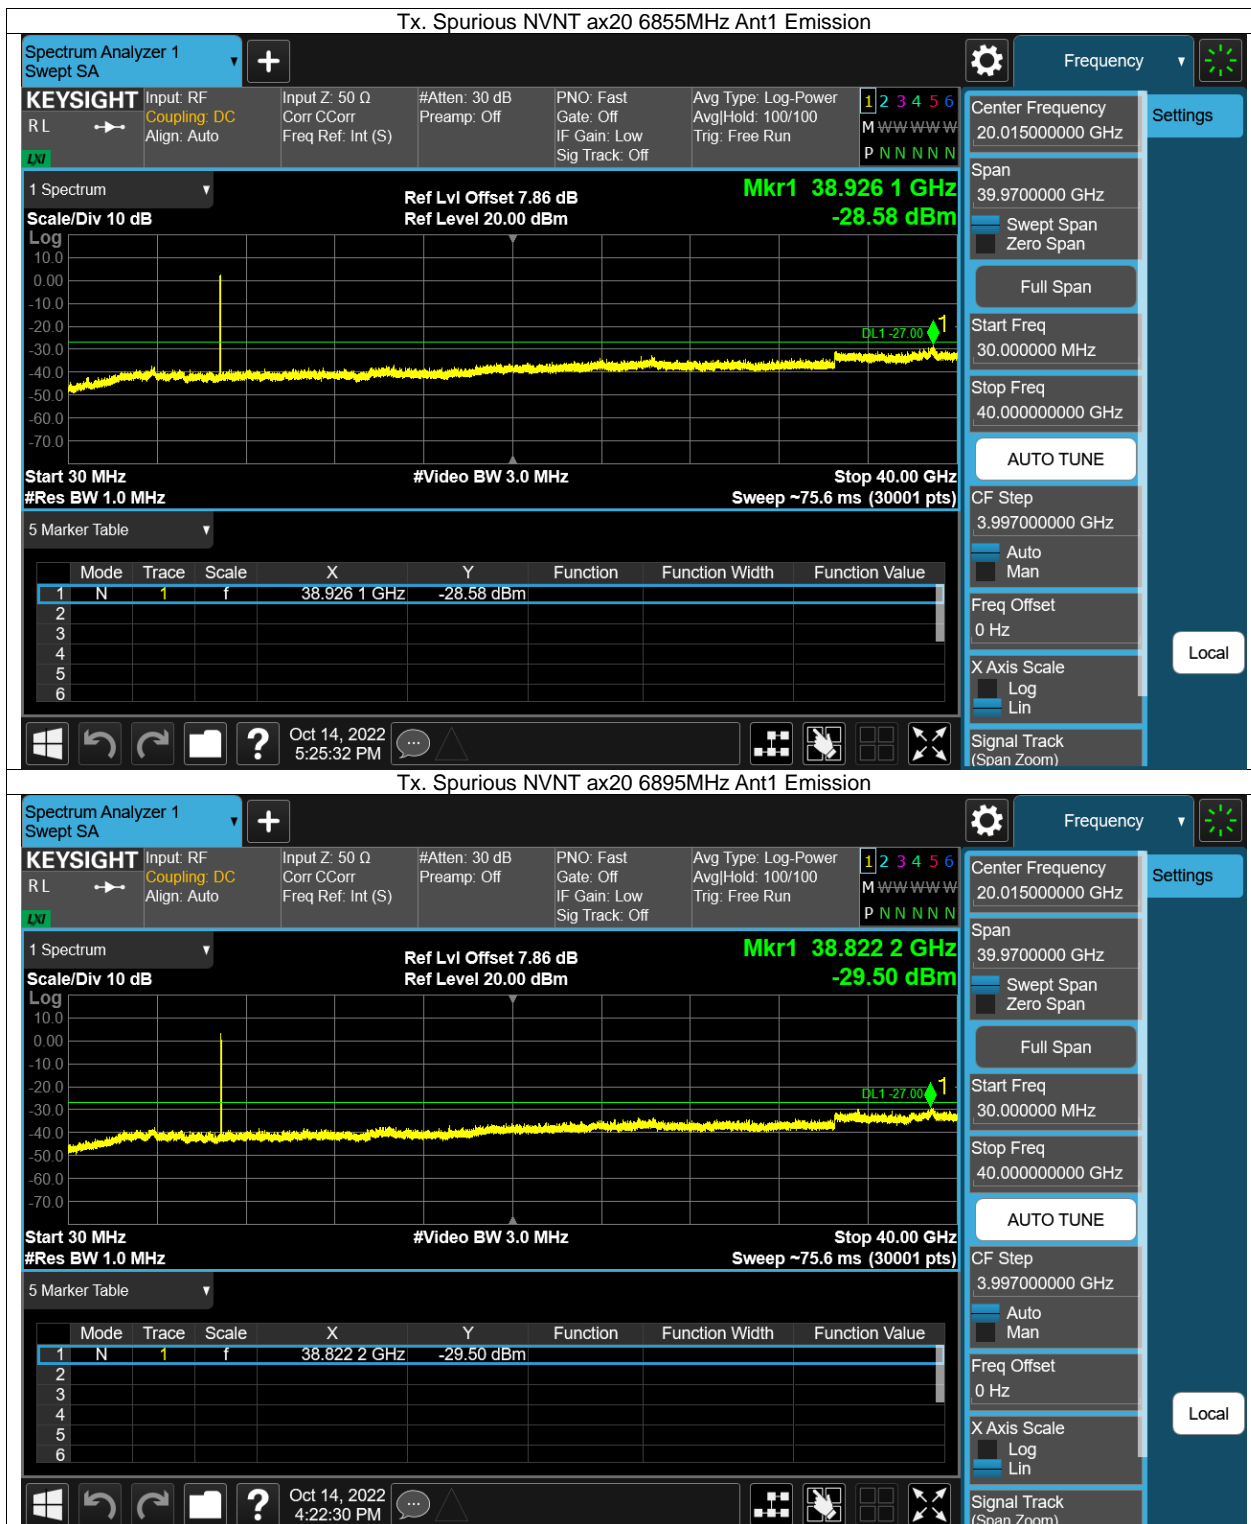 Tx. Spurious NVNT ax20 6855MHz Ant1 Emission
Spectrum Analyzer 1
Swept SA
Frequency
KEYSIGHT
R L
LXI
Input: RF
Coupling: DC
Align: Auto
Input Z: 50 Ω
Corr CCorr
Freq Ref: Int (S)
#Atten: 30 dB
Preamp: Off
PNO: Fast
Gate: Off
IF Gain: Low
Sig Track: Off
Avg Type: Log-Power
Avg|Hold: 100/100
Trig: Free Run
1 2 3 4 5 6
M W W W W W
P N N N N N
Center Frequency
20.015000000 GHz
Settings
Span
39.9700000 GHz
Swept Span
Zero Span
Full Span
Start Freq
30.000000 MHz
Stop Freq
40.000000000 GHz
AUTO TUNE
CF Step
3.997000000 GHz
Auto
Man
Freq Offset
0 Hz
X Axis Scale
Log
Lin
Signal Track
(Span Zoom)
Local
1 Spectrum
Scale/Div 10 dB
Ref Lvl Offset 7.86 dB
Ref Level 20.00 dBm
Mkr1 38.926 1 GHz
-28.58 dBm
Log
10.0
0.00
-10.0
-20.0
-30.0
-40.0
-50.0
-60.0
-70.0
DL1 -27.00
1
Start 30 MHz
#Video BW 3.0 MHz
Stop 40.00 GHz
#Res BW 1.0 MHz
Sweep ~75.6 ms (30001 pts)
5 Marker Table
Mode Trace Scale X Y Function Function Width Function Value
1 N 1 f 38.926 1 GHz -28.58 dBm
2
3
4
5
6
?
Oct 14, 2022
5:25:32 PM
Tx. Spurious NVNT ax20 6895MHz Ant1 Emission
Spectrum Analyzer 1
Swept SA
Frequency
KEYSIGHT
R L
LXI
Input: RF
Coupling: DC
Align: Auto
Input Z: 50 Ω
Corr CCorr
Freq Ref: Int (S)
#Atten: 30 dB
Preamp: Off
PNO: Fast
Gate: Off
IF Gain: Low
Sig Track: Off
Avg Type: Log-Power
Avg|Hold: 100/100
Trig: Free Run
1 2 3 4 5 6
M W W W W W
P N N N N N
Center Frequency
20.015000000 GHz
Settings
Span
39.9700000 GHz
Swept Span
Zero Span
Full Span
Start Freq
30.000000 MHz
Stop Freq
40.000000000 GHz
AUTO TUNE
CF Step
3.997000000 GHz
Auto
Man
Freq Offset
0 Hz
X Axis Scale
Log
Lin
Signal Track
(Span Zoom)
Local
1 Spectrum
Scale/Div 10 dB
Ref Lvl Offset 7.86 dB
Ref Level 20.00 dBm
Mkr1 38.822 2 GHz
-29.50 dBm
Log
10.0
0.00
-10.0
-20.0
-30.0
-40.0
-50.0
-60.0
-70.0
DL1 -27.00
1
Start 30 MHz
#Video BW 3.0 MHz
Stop 40.00 GHz
#Res BW 1.0 MHz
Sweep ~75.6 ms (30001 pts)
5 Marker Table
Mode Trace Scale X Y Function Function Width Function Value
1 N 1 f 38.822 2 GHz -29.50 dBm
2
3
4
5
6
?
Oct 14, 2022
4:22:30 PM